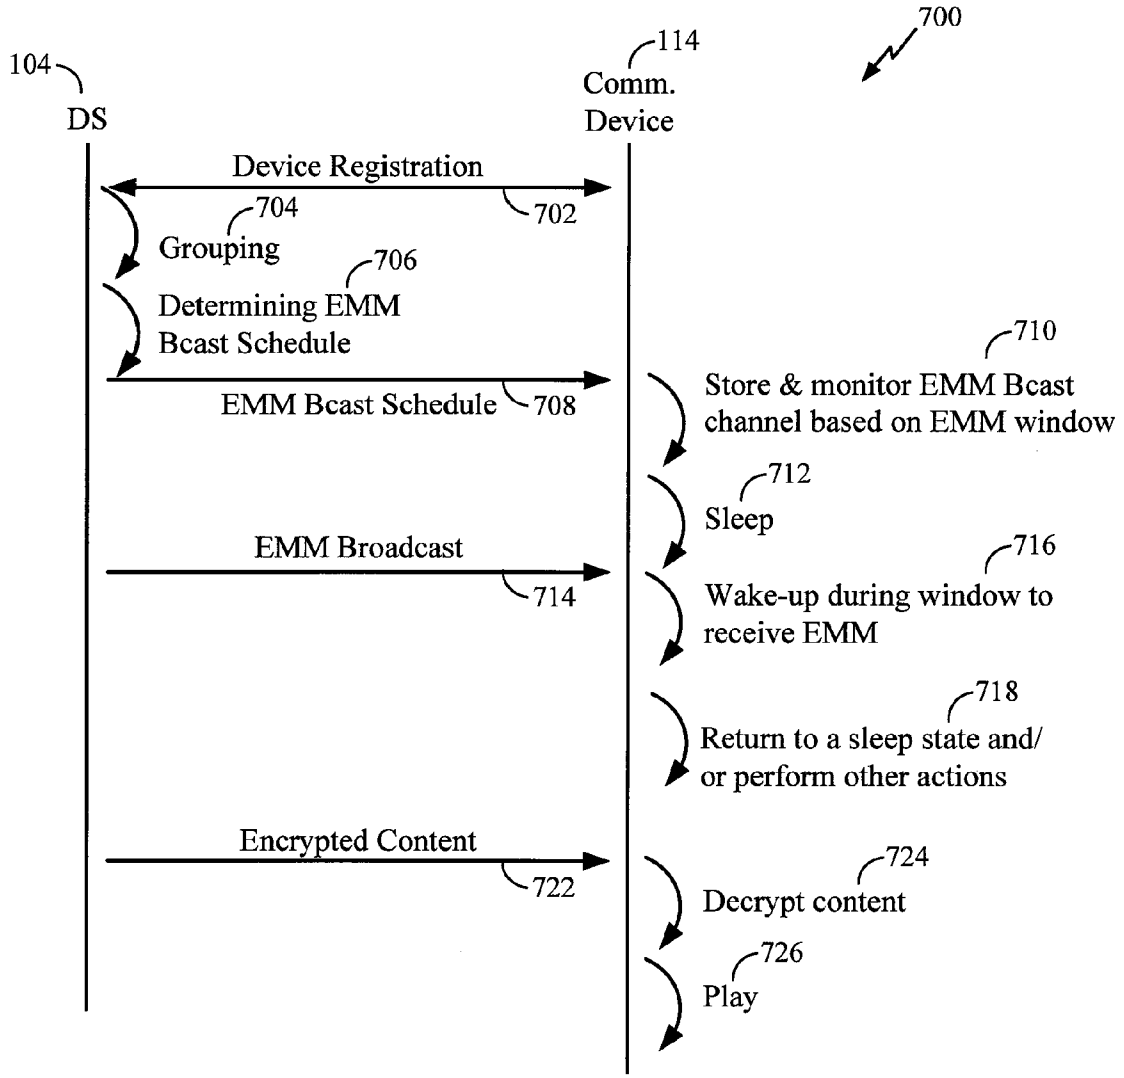 700
104
114
DS
Comm.
Device
Device Registration
702
704
Grouping
706
Determining EMM
Bcast Schedule
EMM Bcast Schedule
708
710
Store & monitor EMM Bcast
channel based on EMM window
712
Sleep
EMM Broadcast
714
716
Wake-up during window to
receive EMM
718
Return to a sleep state and/
or perform other actions
Encrypted Content
722
724
Decrypt content
726
Play